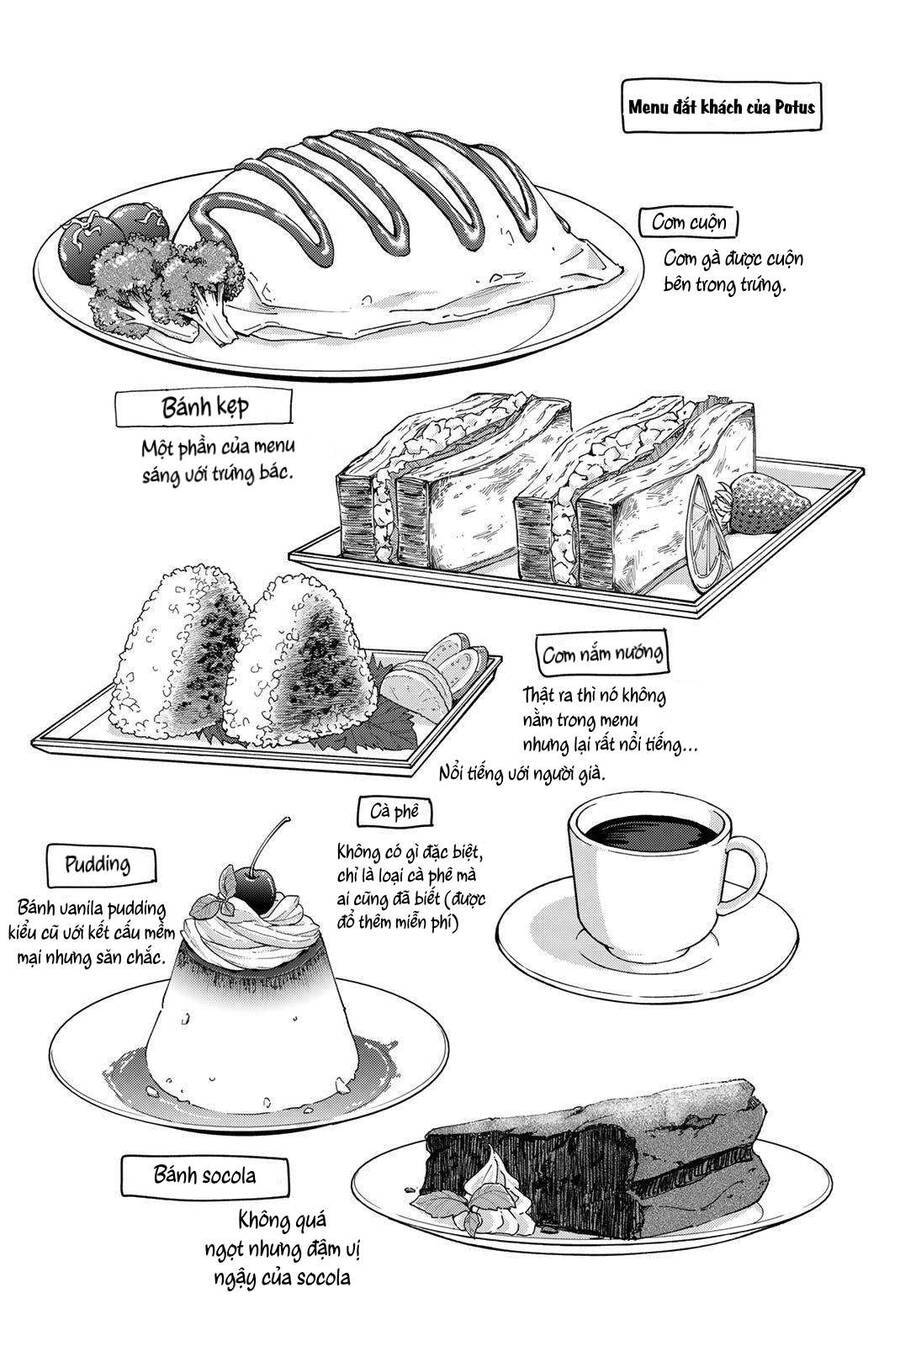 Menu đắt khách của Potus
Cơm cuộn
Cơm gà được cuộn
bên trong trứng.
Bánh kẹp
Một phần của menu
sáng với trứng bác.
Cơm nắm nướng
Thật ra thì nó không
nằm trong menu
nhưng lại rất nổi tiếng...
Nổi tiếng với người già.
Cà phê
Không có gì đặc biệt,
chỉ là loại cà phê mà
ai cũng đã biết (được
đổ thêm miễn phí)
Pudding
Bánh vanila pudding
kiểu cũ với kết cấu mềm
mại nhưng săn chắc.
Bánh socola
Không quá
ngọt nhưng đậm vị
ngậy của socola